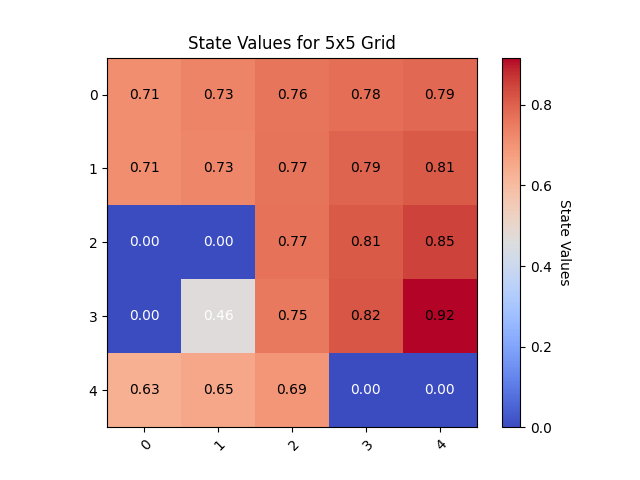 State Values for 5x5 Grid
0 0.71 0.73 0.76 0.78 0.79
1 0.71 0.73 0.77 0.79 0.81
2 0.00 0.00 0.77 0.81 0.85
3 0.00 0.46 0.75 0.82 0.92
4 0.63 0.65 0.69 0.00 0.00
0 1 2 3 4
0.8
0.6
0.4
0.2
0.0
State Values